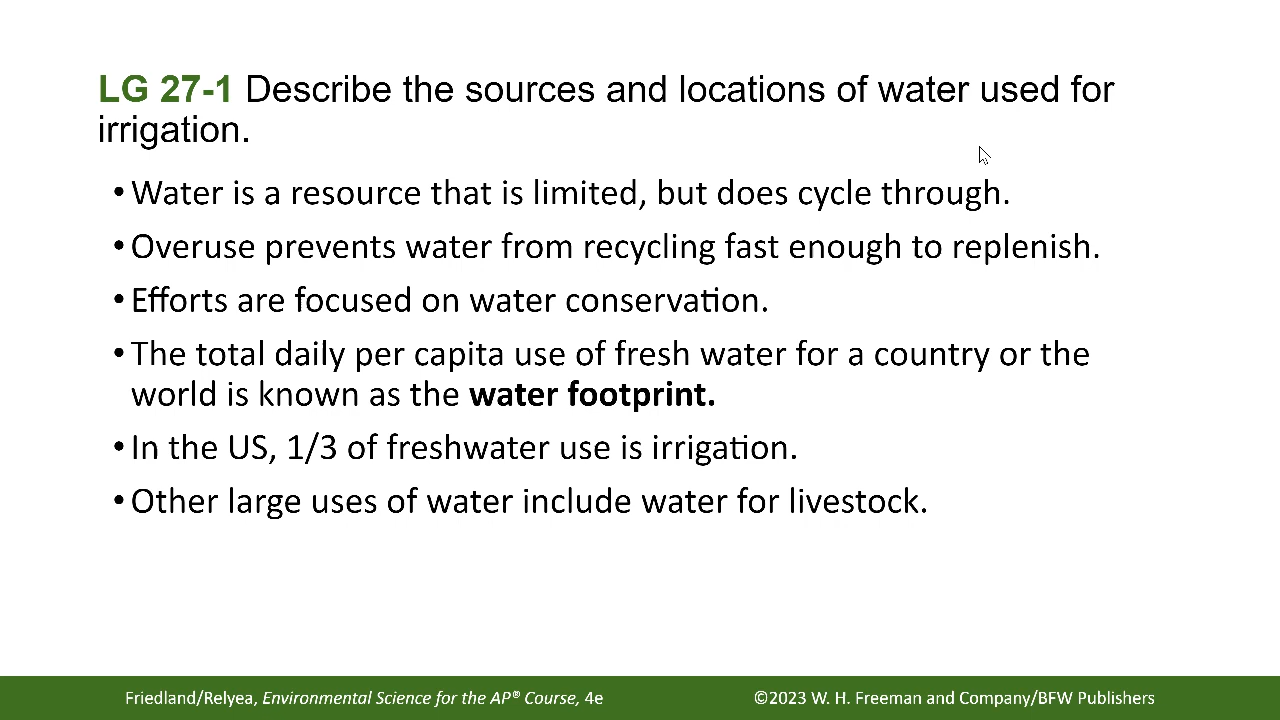 LG 27-1 Describe the sources and locations of water used for
irrigation.
• Water is a resource that is limited, but does cycle through.
• Overuse prevents water from recycling fast enough to replenish.
• Efforts are focused on water conservation.
• The total daily per capita use of fresh water for a country or the
world is known as the water footprint.
• In the US, 1/3 of freshwater use is irrigation.
• Other large uses of water include water for livestock.
Friedland/Relyea, Environmental Science for the AP® Course, 4e
©2023 W. H. Freeman and Company/BFW Publishers